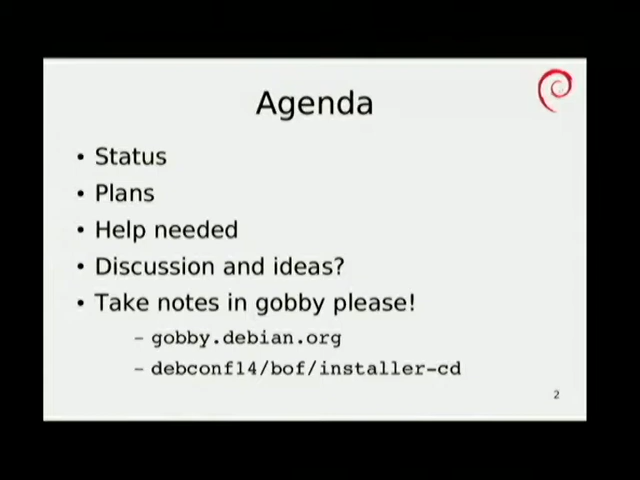 Agenda
• Status
• Plans
• Help needed
• Discussion and ideas?
• Take notes in gobby please!
– gobby.debian.org
– debconf14/bof/installer-cd
2